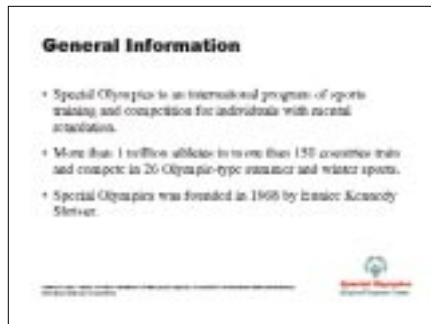 General Information
• Special Olympics is an international program of sports
training and competition for individuals with mental
retardation.
• More than 1 million athletes in more than 150 countries train
and compete in 26 Olympic-type summer and winter sports.
• Special Olympics was founded in 1968 by Eunice Kennedy
Shriver.
Special Olympics